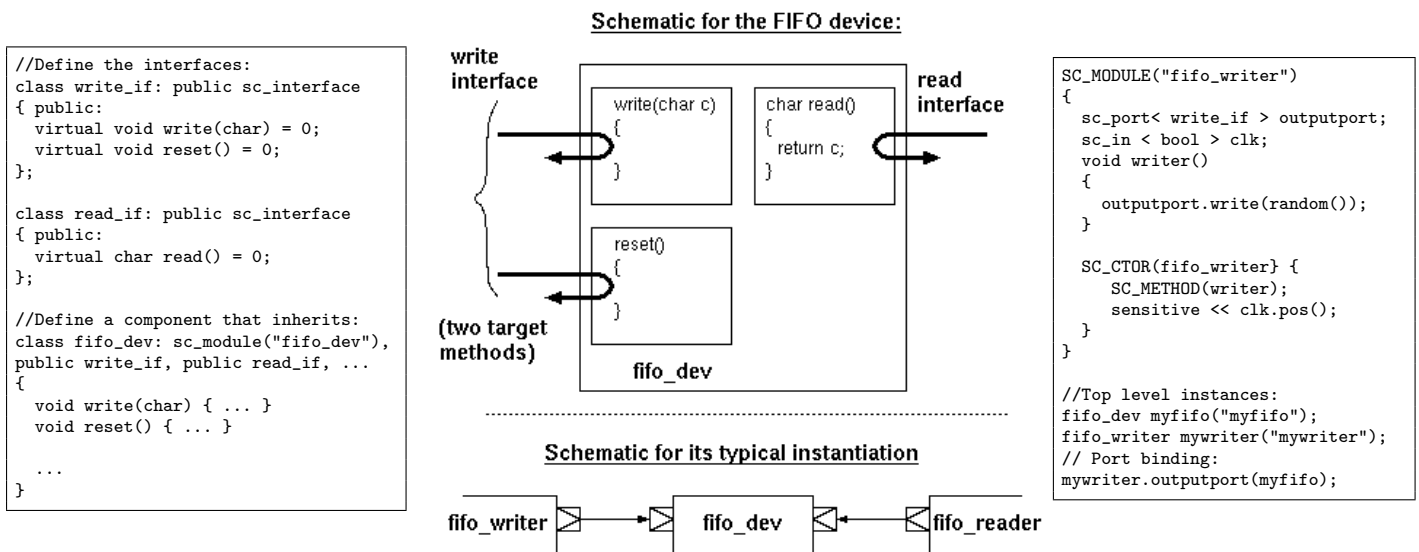 //Define the interfaces:
class write_if: public sc_interface
{ public:
  virtual void write(char) = 0;
  virtual void reset() = 0;
};

class read_if: public sc_interface
{ public:
  virtual char read() = 0;
};

//Define a component that inherits:
class fifo_dev: sc_module("fifo_dev"),
public write_if, public read_if, ...
{
  void write(char) { ... }
  void reset() { ... }

  ...
}
Schematic for the FIFO device:
write
interface
write(char c)
{
}
char read()
{
  return c;
}
read
interface
reset()
{
}
(two target
methods)
fifo_dev
Schematic for its typical instantiation
fifo_writer
fifo_dev
fifo_reader
SC_MODULE("fifo_writer")
{
  sc_port< write_if > outputport;
  sc_in < bool > clk;
  void writer()
  {
    outputport.write(random());
  }

  SC_CTOR(fifo_writer} {
     SC_METHOD(writer);
     sensitive << clk.pos();
  }
}

//Top level instances:
fifo_dev myfifo("myfifo");
fifo_writer mywriter("mywriter");
// Port binding:
mywriter.outputport(myfifo);